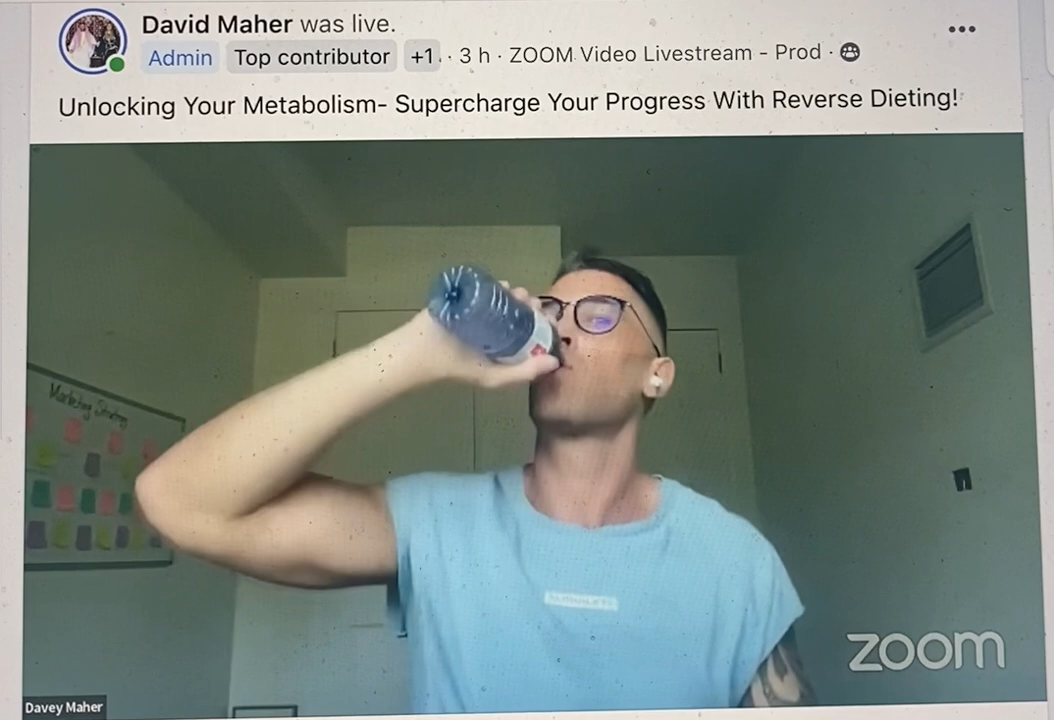 David Maher was live.
Admin Top contributor +1 · 3 h · ZOOM Video Livestream - Prod ·
Unlocking Your Metabolism- Supercharge Your Progress With Reverse Dieting!
Marketing Strategy
zoom
Davey Maher